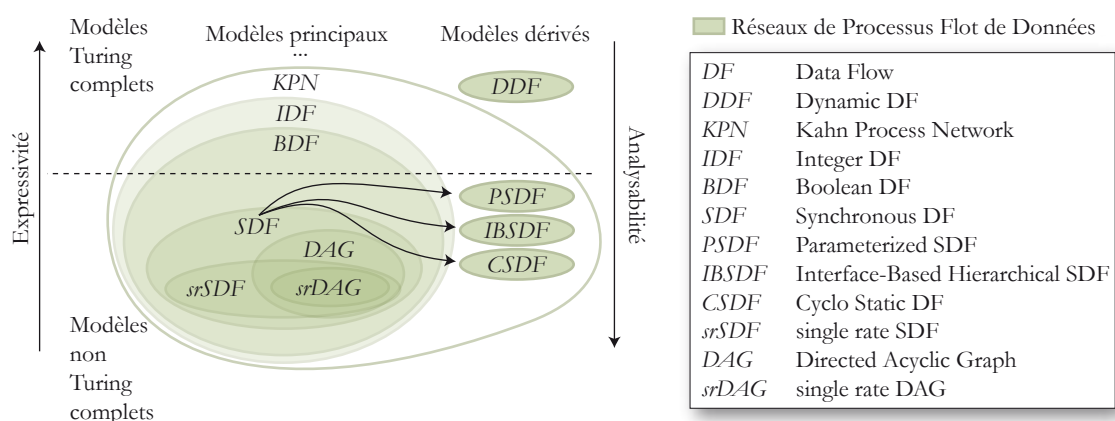 Modèles
Turing
complets
Modèles principaux
...
Modèles dérivés
Expressivité
Analysabilité
KPN
IDF
BDF
DDF
SDF
PSDF
IBSDF
CSDF
DAG
srSDF
srDAG
Modèles
non
Turing
complets
Réseaux de Processus Flot de Données
DF Data Flow
DDF Dynamic DF
KPN Kahn Process Network
IDF Integer DF
BDF Boolean DF
SDF Synchronous DF
PSDF Parameterized SDF
IBSDF Interface-Based Hierarchical SDF
CSDF Cyclo Static DF
srSDF single rate SDF
DAG Directed Acyclic Graph
srDAG single rate DAG